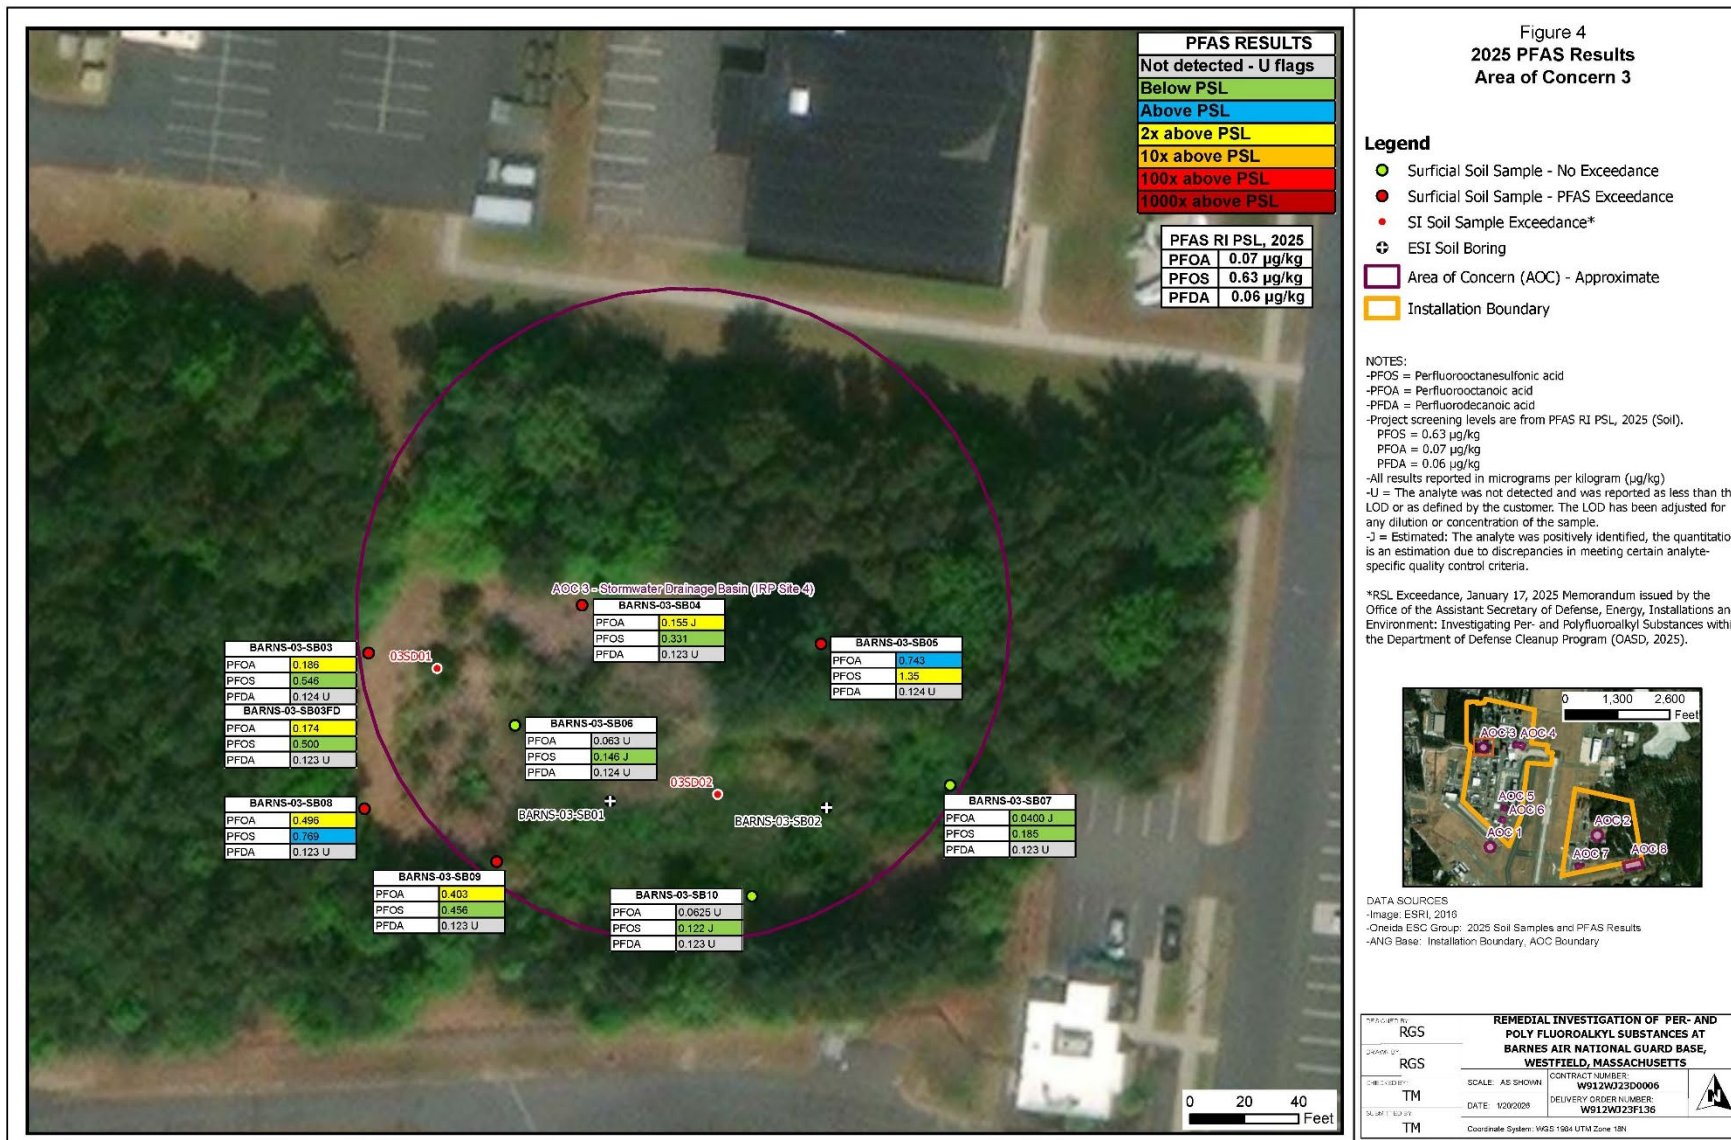 PFAS RESULTS
Not detected - U flags
Below PSL
Above PSL
2x above PSL
10x above PSL
100x above PSL
1000x above PSL
PFAS RI PSL, 2025
PFOA 0.07 µg/kg
PFOS 0.63 µg/kg
PFDA 0.06 µg/kg
AOC 3 - Stormwater Drainage Basin (IRP Site 4)
BARNS-03-SB04
PFOA 0.155 J
PFOS 0.331
PFDA 0.123 U
BARNS-03-SB05
PFOA 0.743
PFOS 1.35
PFDA 0.124 U
BARNS-03-SB03
PFOA 0.186
PFOS 0.546
PFDA 0.124 U
BARNS-03-SB03FD
PFOA 0.174
PFOS 0.500
PFDA 0.123 U
03SD01
BARNS-03-SB06
PFOA 0.063 U
PFOS 0.146 J
PFDA 0.124 U
03SD02
BARNS-03-SB01
BARNS-03-SB02
BARNS-03-SB07
PFOA 0.0400 J
PFOS 0.185
PFDA 0.123 U
BARNS-03-SB08
PFOA 0.496
PFOS 0.769
PFDA 0.123 U
BARNS-03-SB09
PFOA 0.403
PFOS 0.456
PFDA 0.123 U
BARNS-03-SB10
PFOA 0.0625 U
PFOS 0.122 J
PFDA 0.123 U
0 20 40
Feet
Figure 4
2025 PFAS Results
Area of Concern 3
Legend
Surficial Soil Sample - No Exceedance
Surficial Soil Sample - PFAS Exceedance
SI Soil Sample Exceedance*
ESI Soil Boring
Area of Concern (AOC) - Approximate
Installation Boundary
NOTES:
-PFOS = Perfluorooctanesulfonic acid
-PFOA = Perfluorooctanoic acid
-PFDA = Perfluorodecanoic acid
-Project screening levels are from PFAS RI PSL, 2025 (Soil).
PFOS = 0.63 µg/kg
PFOA = 0.07 µg/kg
PFDA = 0.06 µg/kg
-All results reported in micrograms per kilogram (µg/kg)
-U = The analyte was not detected and was reported as less than th
LOD or as defined by the customer. The LOD has been adjusted for
any dilution or concentration of the sample.
-J = Estimated: The analyte was positively identified, the quantitatio
is an estimation due to discrepancies in meeting certain analyte-
specific quality control criteria.
*RSL Exceedance, January 17, 2025 Memorandum issued by the
Office of the Assistant Secretary of Defense, Energy, Installations an
Environment: Investigating Per- and Polyfluoroalkyl Substances withi
the Department of Defense Cleanup Program (OASD, 2025).
0 1,300 2,600
Feet
AOC 3
AOC 4
AOC 5
AOC 6
AOC 1
AOC 2
AOC 7
AOC 8
DATA SOURCES
-Image: ESRI, 2016
-Oneida ESC Group: 2025 Soil Samples and PFAS Results
-ANG Base: Installation Boundary, AOC Boundary
DESIGNED BY:
RGS
DRAWN BY:
RGS
CHECKED BY:
TM
SUBMITTED BY:
TM
REMEDIAL INVESTIGATION OF PER- AND
POLY FLUOROALKYL SUBSTANCES AT
BARNES AIR NATIONAL GUARD BASE,
WESTFIELD, MASSACHUSETTS
SCALE: AS SHOWN
CONTRACT NUMBER:
W912WJ23D0006
DATE: 1/20/2026
DELIVERY ORDER NUMBER:
W912WJ23F136
Coordinate System: WGS 1984 UTM Zone 18N
N